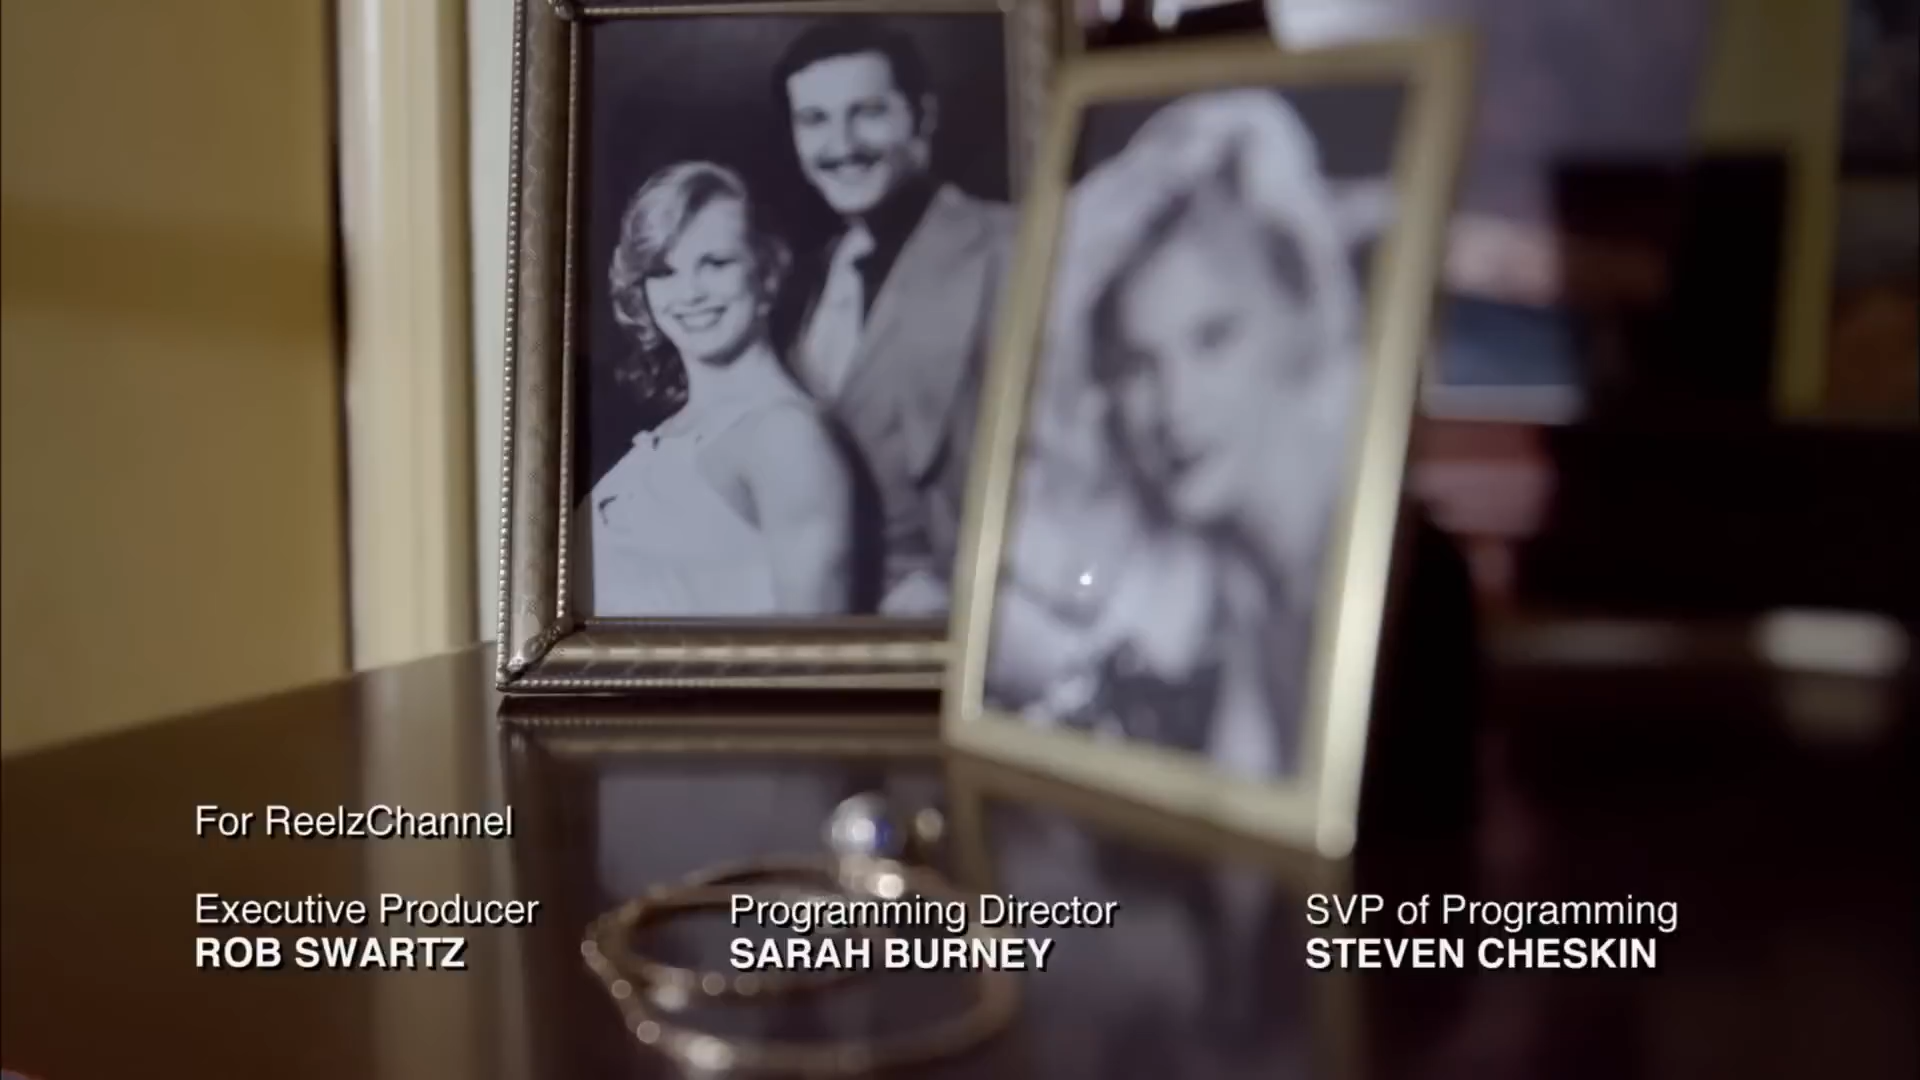 For ReelzChannel
Executive Producer
ROB SWARTZ
Programming Director
SARAH BURNEY
SVP of Programming
STEVEN CHESKIN